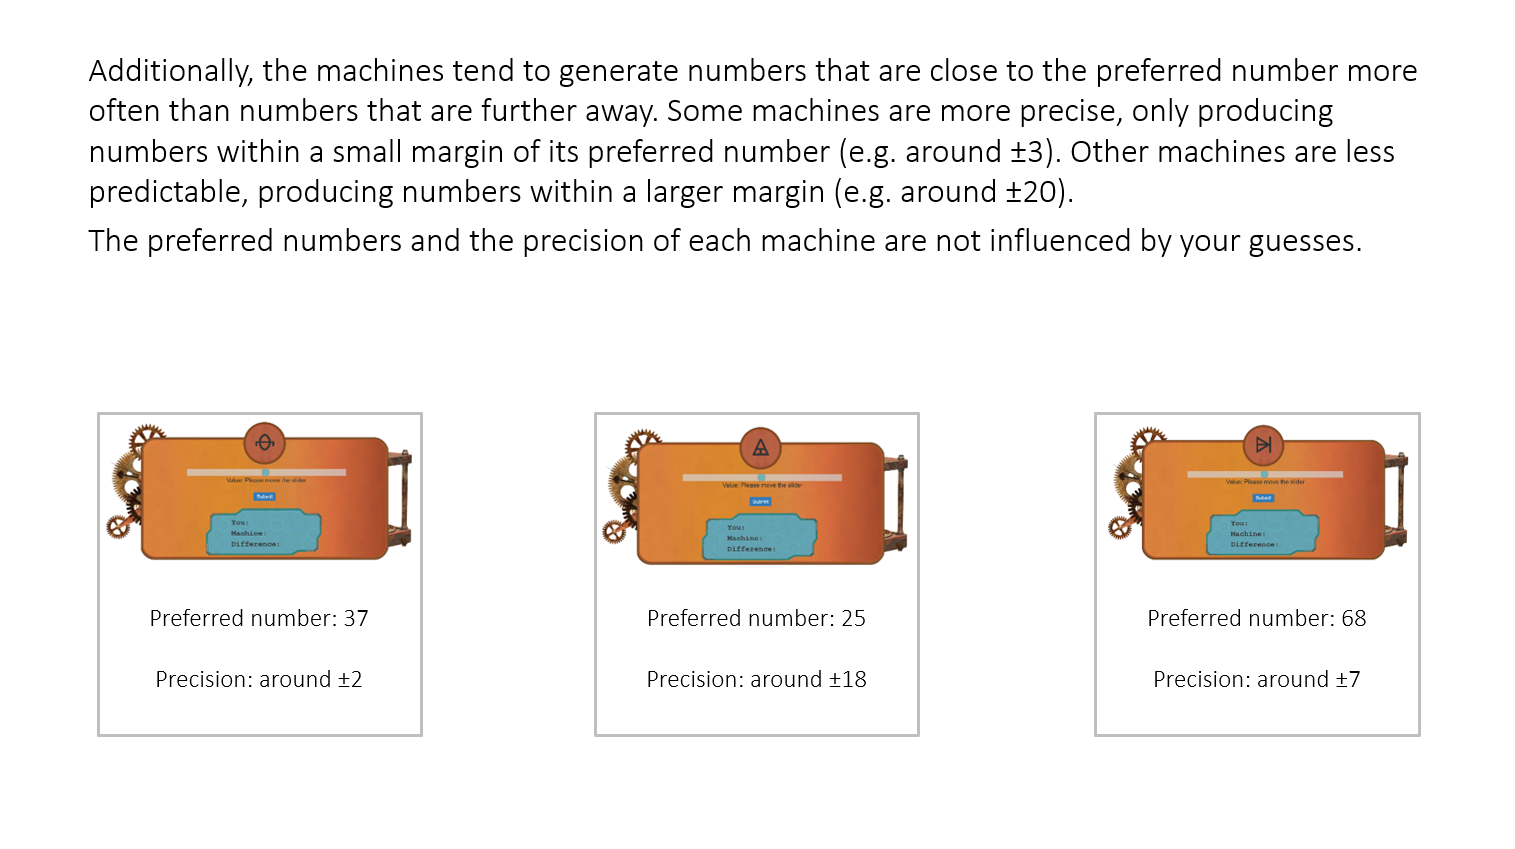 Additionally, the machines tend to generate numbers that are close to the preferred number more
often than numbers that are further away. Some machines are more precise, only producing
numbers within a small margin of its preferred number (e.g. around ±3). Other machines are less
predictable, producing numbers within a larger margin (e.g. around ±20).
The preferred numbers and the precision of each machine are not influenced by your guesses.
Value: Please move the slider
Submit
You:
Machine:
Difference:
Preferred number: 37
Precision: around ±2
Value: Please move the slider
Submit
You:
Machine:
Difference:
Preferred number: 25
Precision: around ±18
Value: Please move the slider
Submit
You:
Machine:
Difference:
Preferred number: 68
Precision: around ±7